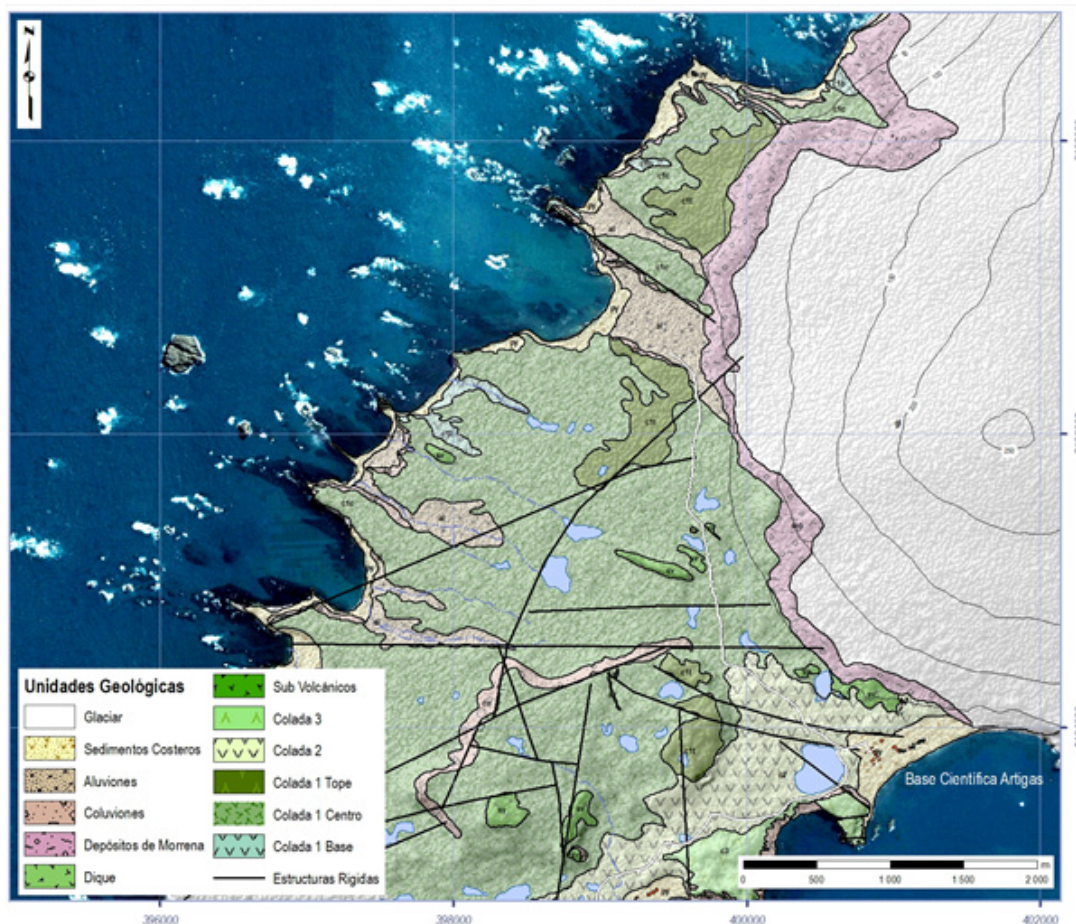 N
Base Científica Artigas
Unidades Geológicas
Glaciar
Sedimentos Costeros
Aluviones
Coluviones
Depósitos de Morrena
Dique
Sub Volcánicos
Colada 3
Colada 2
Colada 1 Tope
Colada 1 Centro
Colada 1 Base
Estructuras Rigidas
m
0 500 1 000 1 500 2 000
396000 398000 400000 402000